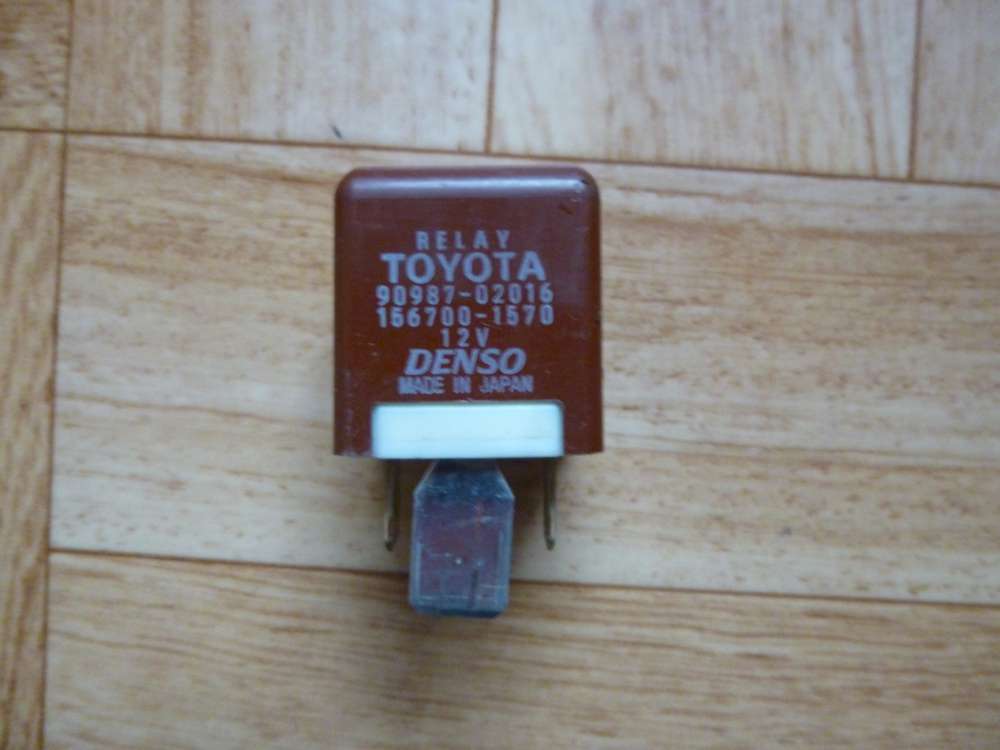 RELAY
TOYOTA
90987-02016
156700-1570
12V
DENSO
MADE IN JAPAN